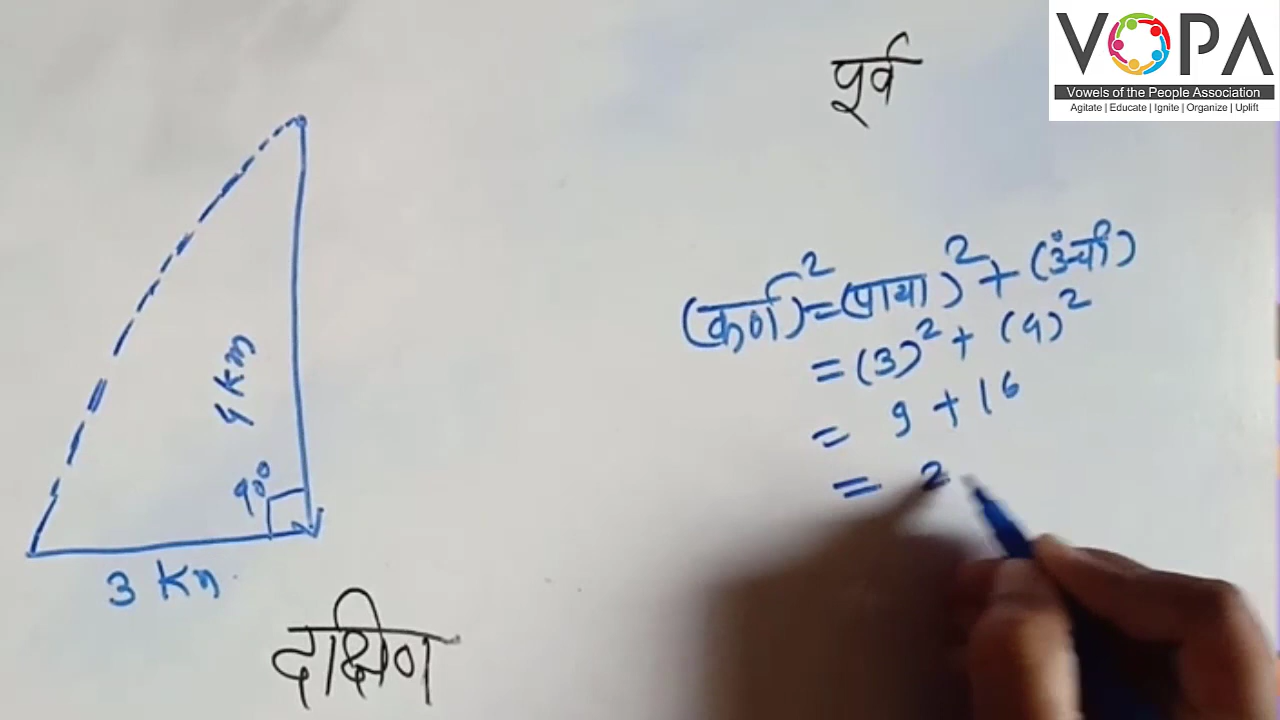 VOPA
Vowels of the People Association
Agitate | Educate | Ignite | Organize | Uplift
पूर्व
(कर्ण)² = (पाया)² + (उंची)
= (3)² + (4)²
= 9 + 16
= 2
4 Km
90°
3 Km
दक्षिण